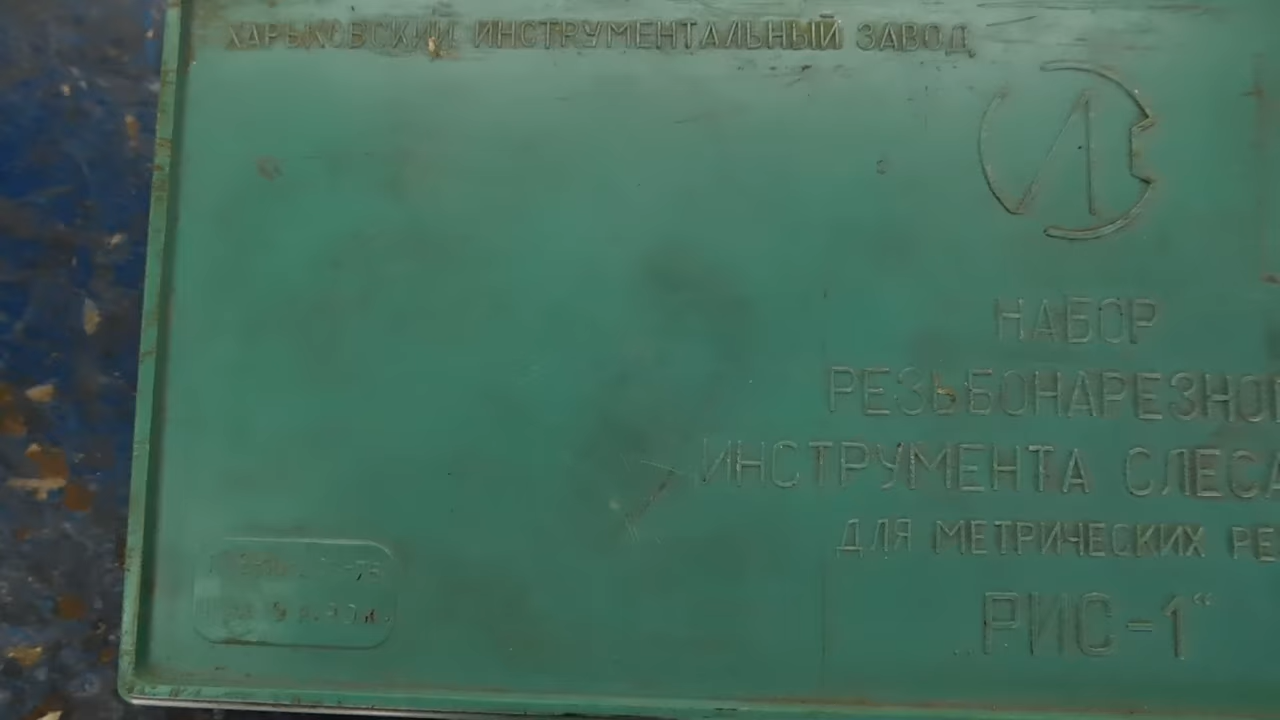 ХАРЬКОВСКИЙ ИНСТРУМЕНТАЛЬНЫЙ ЗАВОД
НАБОР
РЕЗЬБОНАРЕЗНО
ИНСТРУМЕНТА СЛЕСА
ДЛЯ МЕТРИЧЕСКИХ РЕ
„РИС-1“